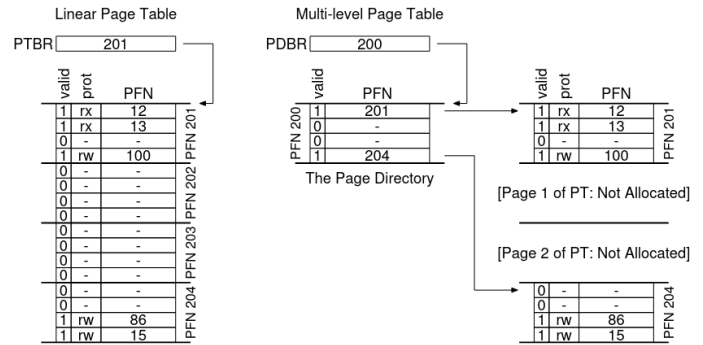 Linear Page Table
PTBR 201
valid prot PFN
1 rx 12
1 rx 13
0 - -
1 rw 100
PFN 201
0 - -
0 - -
0 - -
0 - -
PFN 202
0 - -
0 - -
0 - -
0 - -
PFN 203
0 - -
0 - -
1 rw 86
1 rw 15
PFN 204
Multi-level Page Table
PDBR 200
valid PFN
PFN 200
1 201
0 -
0 -
1 204
The Page Directory
valid prot PFN
1 rx 12
1 rx 13
0 - -
1 rw 100
PFN 201
[Page 1 of PT: Not Allocated]
[Page 2 of PT: Not Allocated]
0 - -
0 - -
1 rw 86
1 rw 15
PFN 204